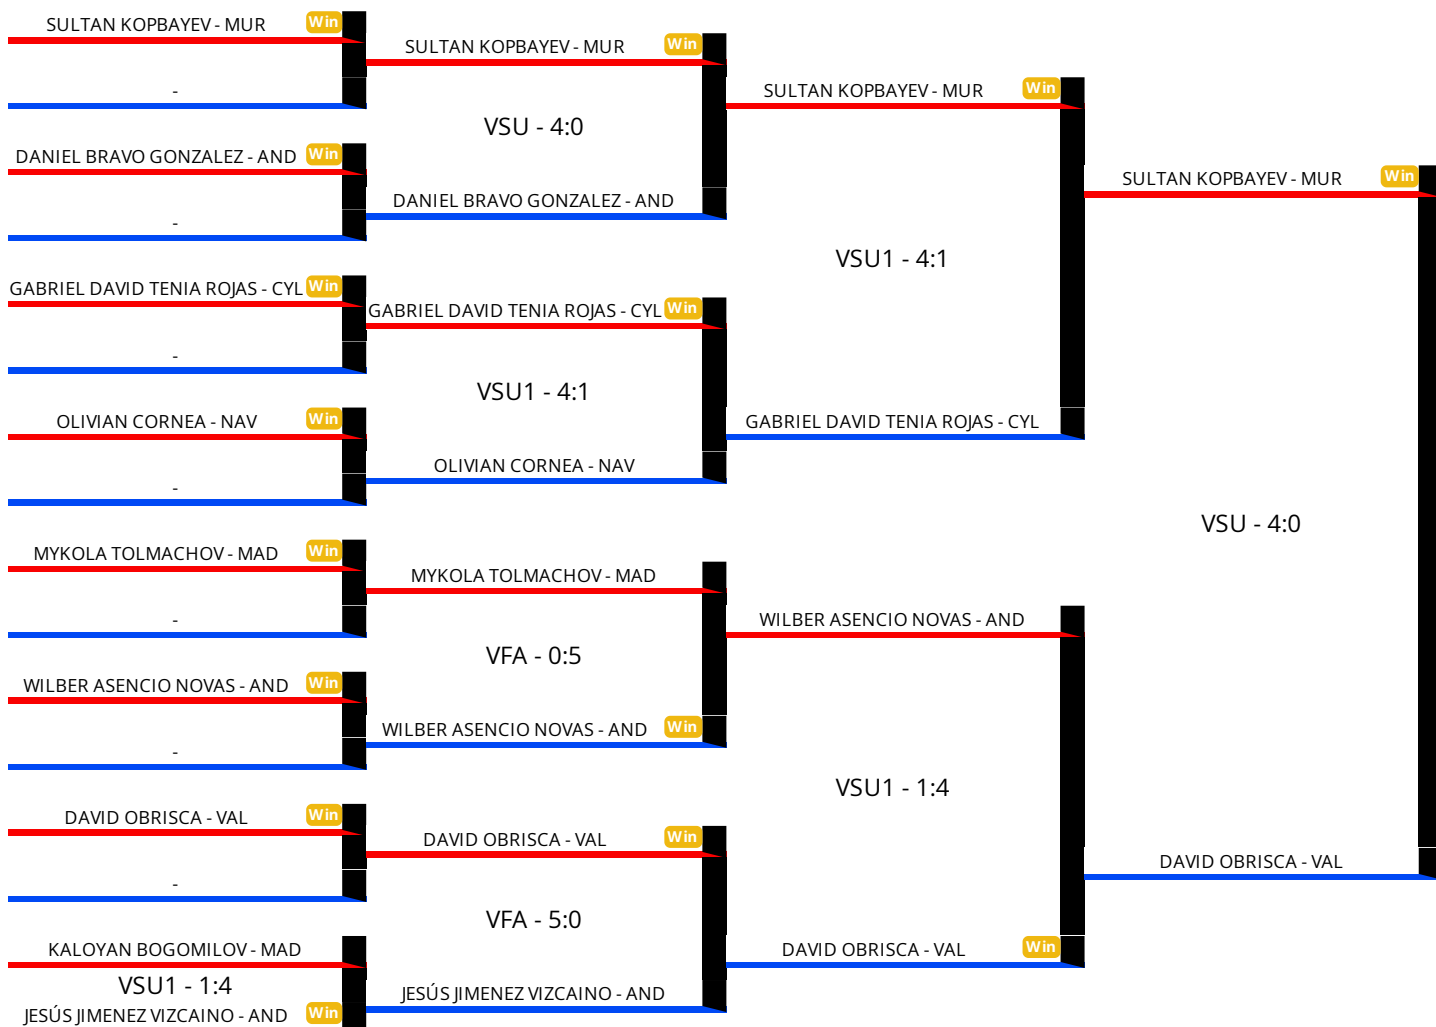 SULTAN KOPBAYEV - MUR Win
-
DANIEL BRAVO GONZALEZ - AND Win
-
GABRIEL DAVID TENIA ROJAS - CYL Win
-
OLIVIAN CORNEA - NAV Win
-
MYKOLA TOLMACHOV - MAD Win
-
WILBER ASENCIO NOVAS - AND Win
-
DAVID OBRISCA - VAL Win
-
KALOYAN BOGOMILOV - MAD
VSU1 - 1:4
JESÚS JIMENEZ VIZCAINO - AND Win
SULTAN KOPBAYEV - MUR Win
VSU - 4:0
DANIEL BRAVO GONZALEZ - AND
GABRIEL DAVID TENIA ROJAS - CYL Win
VSU1 - 4:1
OLIVIAN CORNEA - NAV
MYKOLA TOLMACHOV - MAD
VFA - 0:5
WILBER ASENCIO NOVAS - AND Win
DAVID OBRISCA - VAL Win
VFA - 5:0
JESÚS JIMENEZ VIZCAINO - AND
SULTAN KOPBAYEV - MUR Win
VSU1 - 4:1
GABRIEL DAVID TENIA ROJAS - CYL
WILBER ASENCIO NOVAS - AND
VSU1 - 1:4
DAVID OBRISCA - VAL Win
SULTAN KOPBAYEV - MUR Win
VSU - 4:0
DAVID OBRISCA - VAL